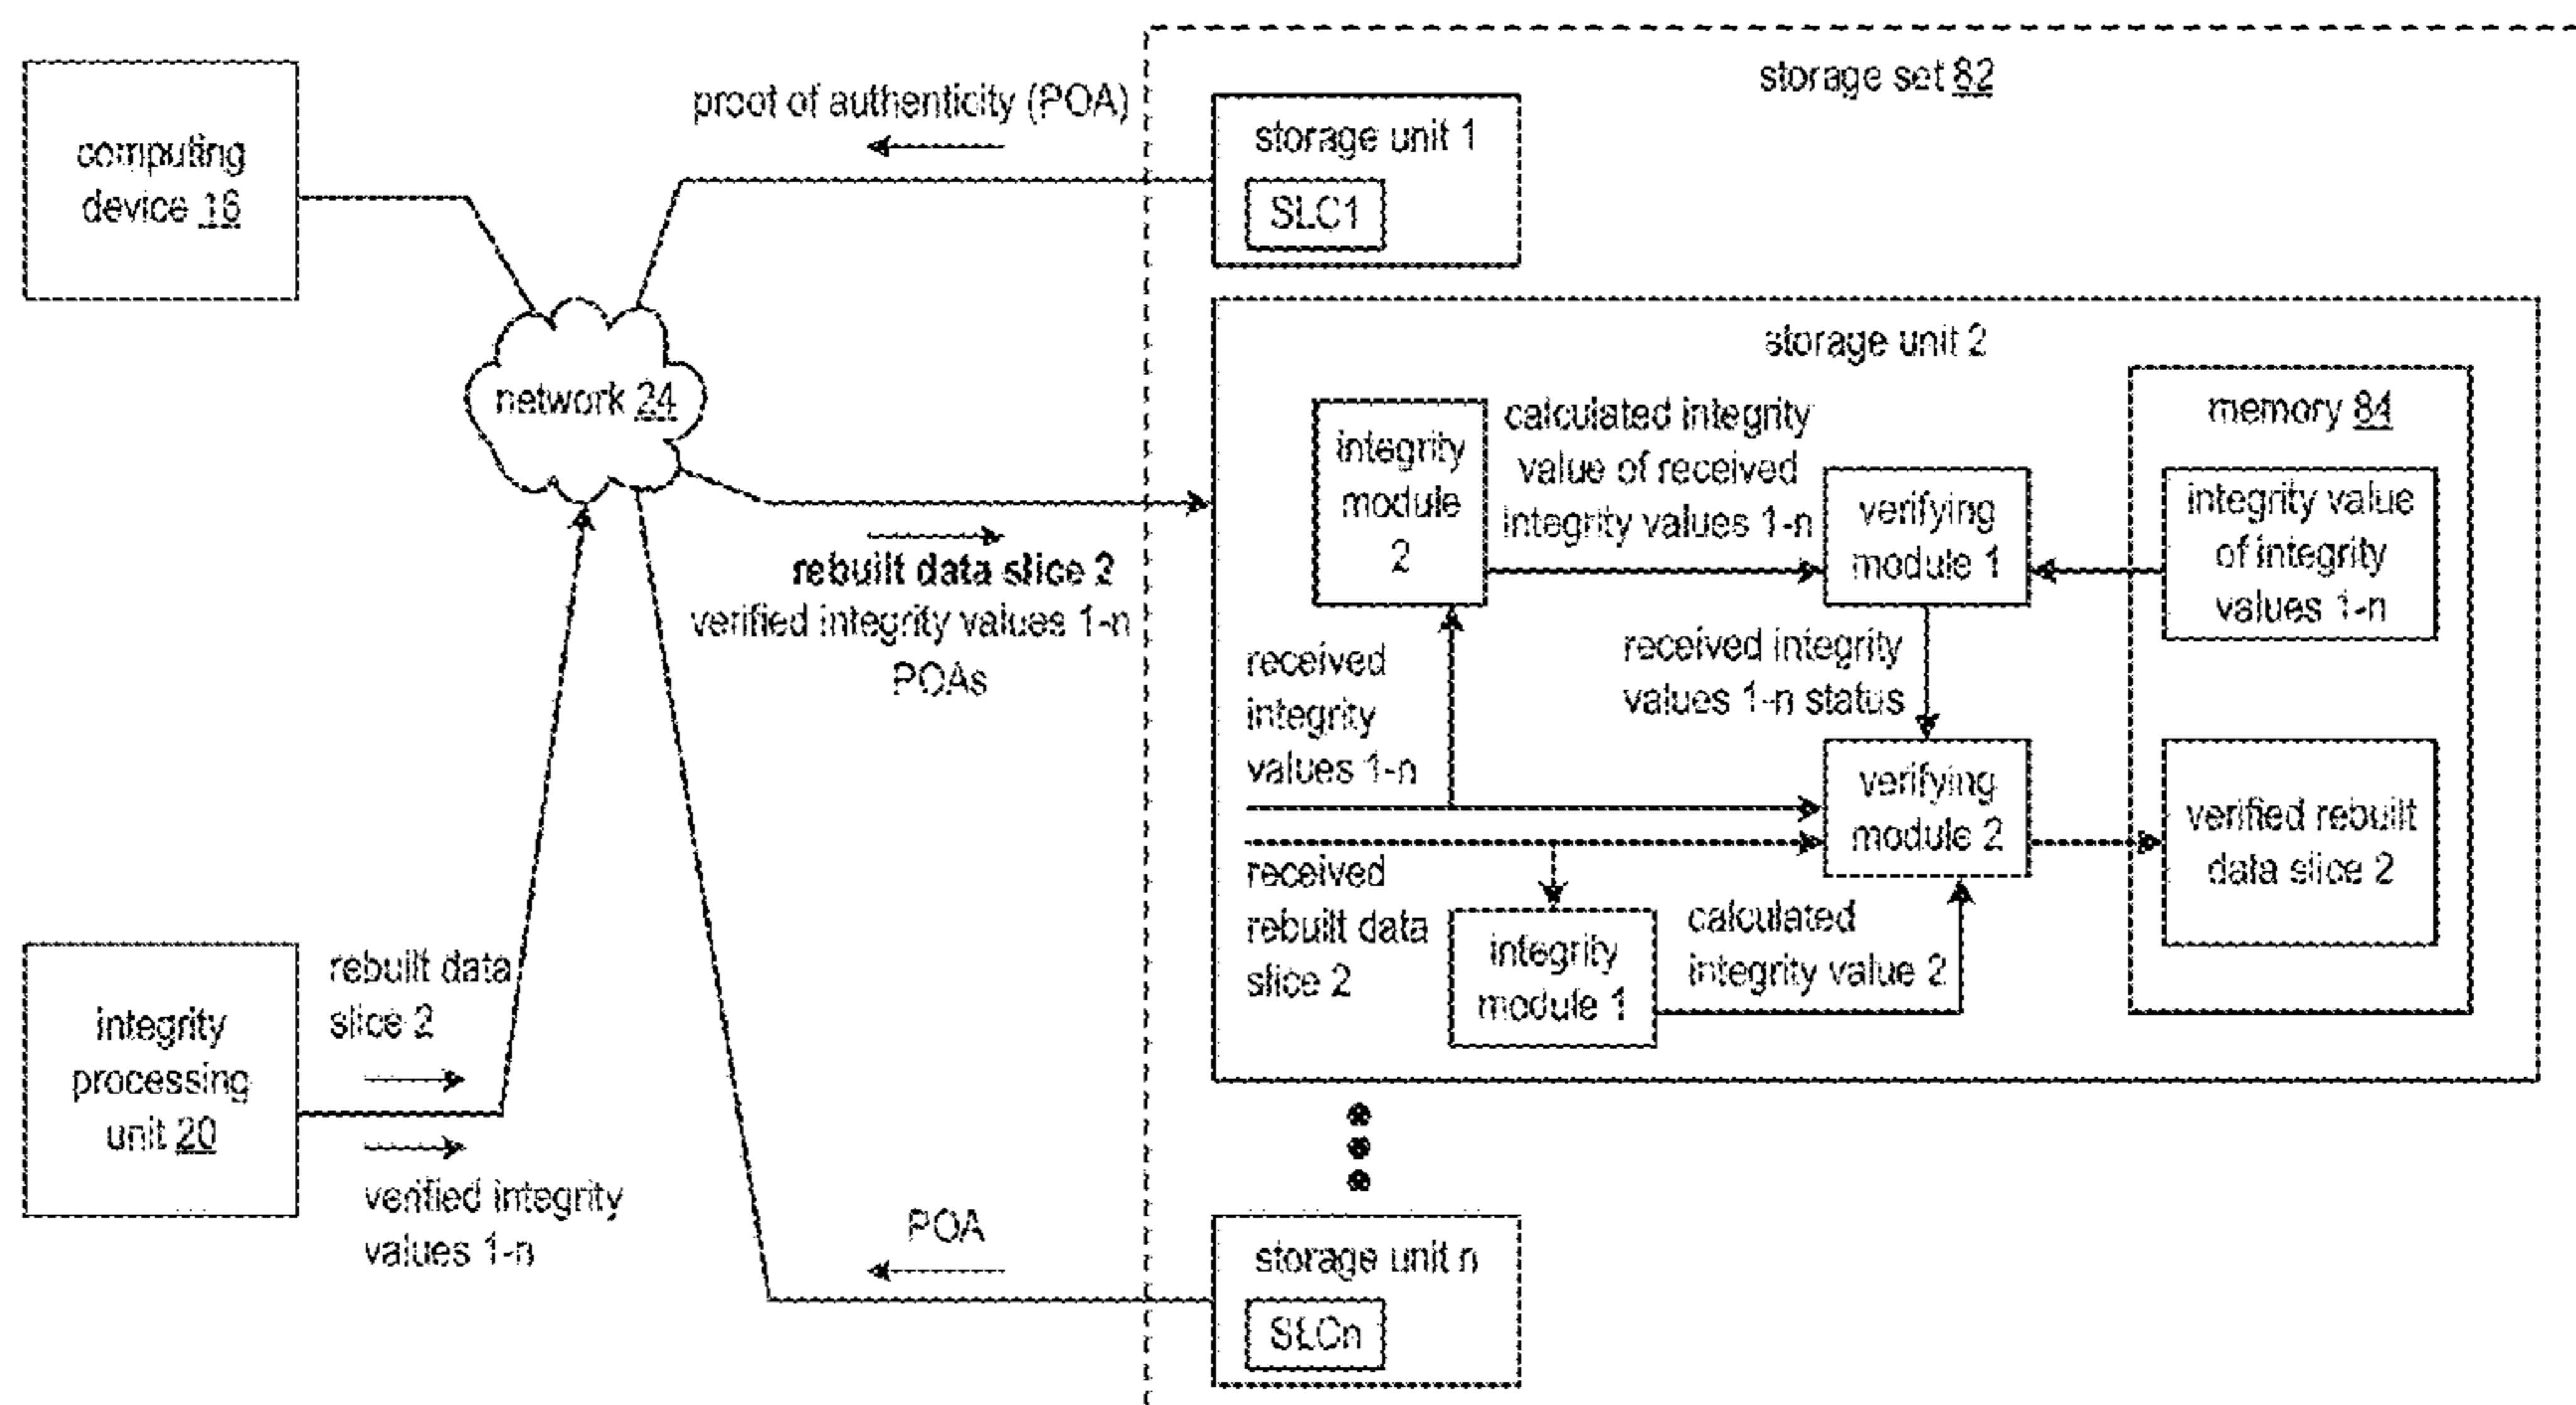 storage set 82
computing
device 16
proof of authenticity (POA)
storage unit 1
SLC1
network 24
storage unit 2
integrity
module
2
calculated integrity
value of received
integrity values 1-n
verifying
module 1
memory 84
integrity value
of integrity
values 1-n
rebuilt data slice 2
verified integrity values 1-n
POAs
received
integrity
values 1-n
received integrity
values 1-n status
verifying
module 2
verified rebuilt
data slice 2
received
rebuilt data
slice 2
integrity
module 1
calculated
integrity value 2
integrity
processing
unit 20
rebuilt data
slice 2
verified integrity
values 1-n
POA
storage unit n
SLCn